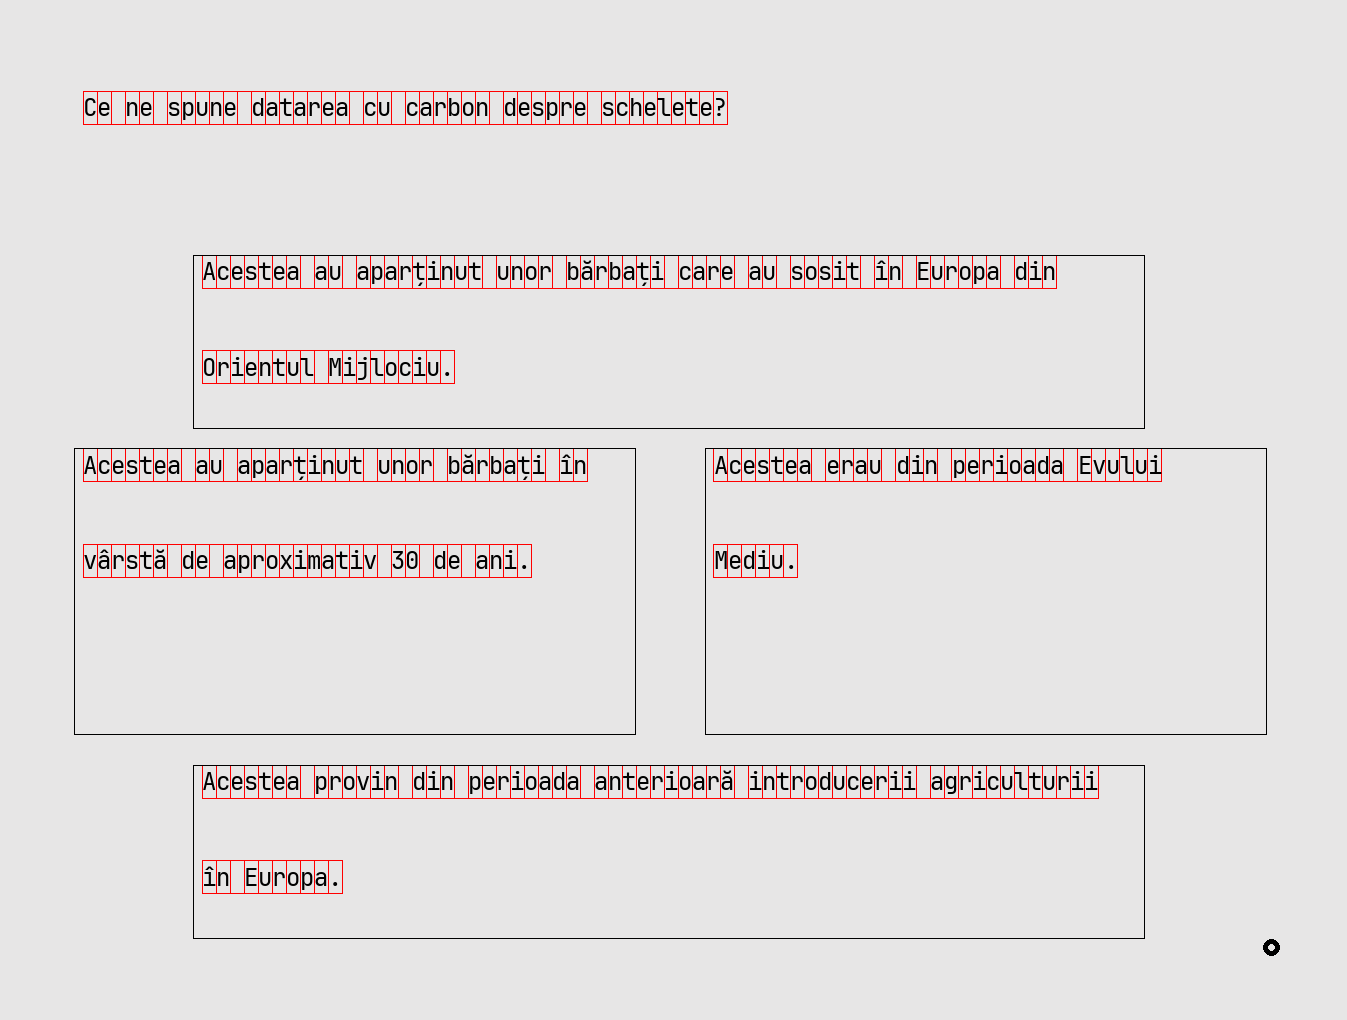 Ce ne spune datarea cu carbon despre schelete?
Acestea au aparținut unor bărbați care au sosit în Europa din
Orientul Mijlociu.
Acestea au aparținut unor bărbați în
vârstă de aproximativ 30 de ani.
Acestea erau din perioada Evului
Mediu.
Acestea provin din perioada anterioară introducerii agriculturii
în Europa.